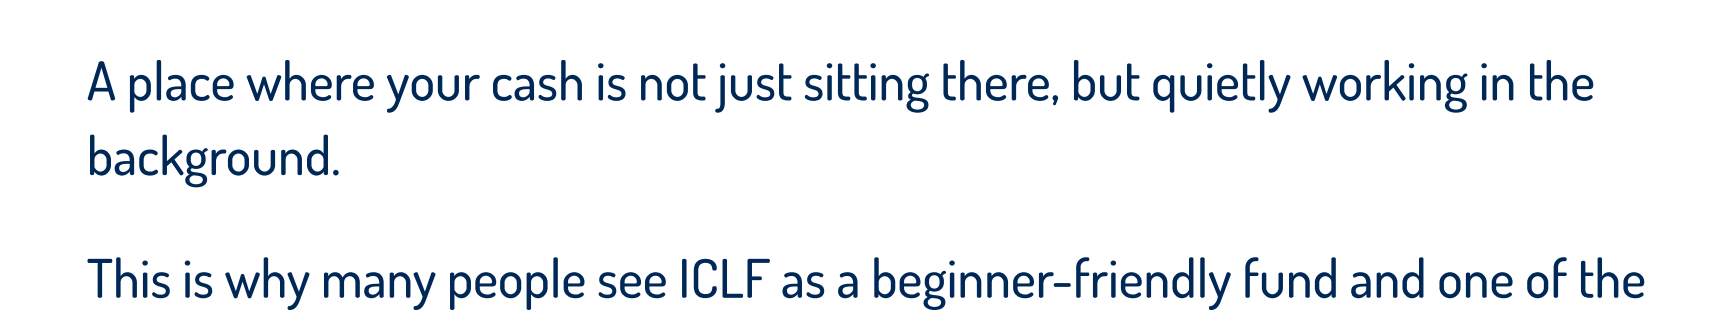 A place where your cash is not just sitting there, but quietly working in the
background.
This is why many people see ICLF as a beginner-friendly fund and one of the